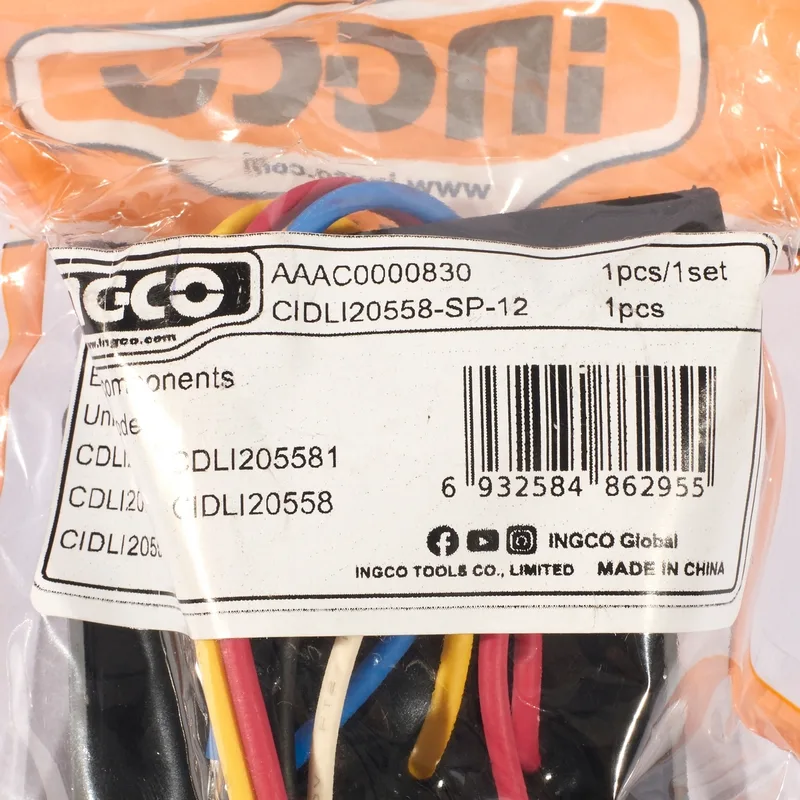 INGCO
www.ingco.com
INGCO
www.ingco.com
AAAC0000830 1pcs/1set
CIDLI20558-SP-12 1pcs
CDLI205581
CIDLI20558
6 932584 862955
INGCO Global
INGCO TOOLS CO., LIMITED MADE IN CHINA